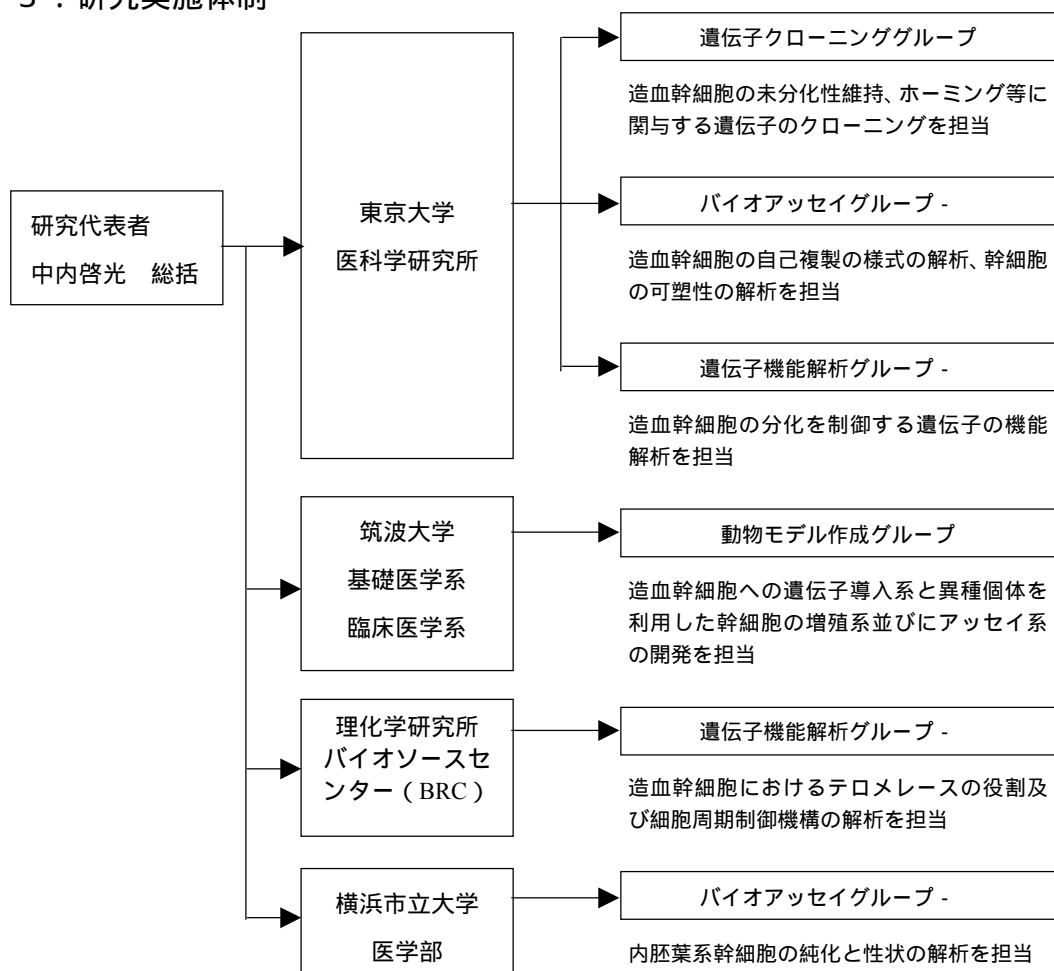 ３．研究実施体制
研究代表者
中内啓光　総括
東京大学
医科学研究所
遺伝子クローニンググループ
造血幹細胞の未分化性維持、ホーミング等に
関与する遺伝子のクローニングを担当
バイオアッセイグループ -
造血幹細胞の自己複製の様式の解析、幹細胞
の可塑性の解析を担当
遺伝子機能解析グループ -
造血幹細胞の分化を制御する遺伝子の機能
解析を担当
筑波大学
基礎医学系
臨床医学系
動物モデル作成グループ
造血幹細胞への遺伝子導入系と異種個体を
利用した幹細胞の増殖系並びにアッセイ系
の開発を担当
理化学研究所
バイオソースセ
ンター（BRC）
遺伝子機能解析グループ -
造血幹細胞におけるテロメレースの役割及
び細胞周期制御機構の解析を担当
横浜市立大学
医学部
バイオアッセイグループ -
内胚葉系幹細胞の純化と性状の解析を担当